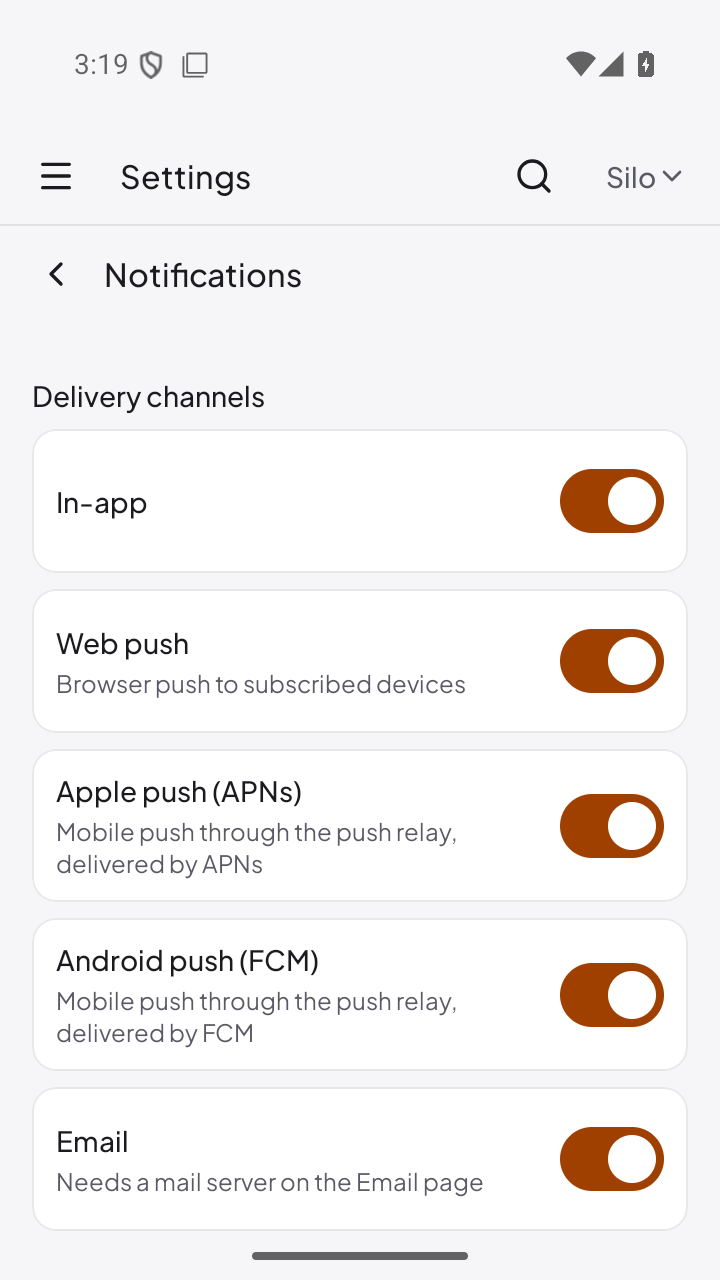 3:19
Settings
Silo
Notifications
Delivery channels
In-app
Web push
Browser push to subscribed devices
Apple push (APNs)
Mobile push through the push relay,
delivered by APNs
Android push (FCM)
Mobile push through the push relay,
delivered by FCM
Email
Needs a mail server on the Email page